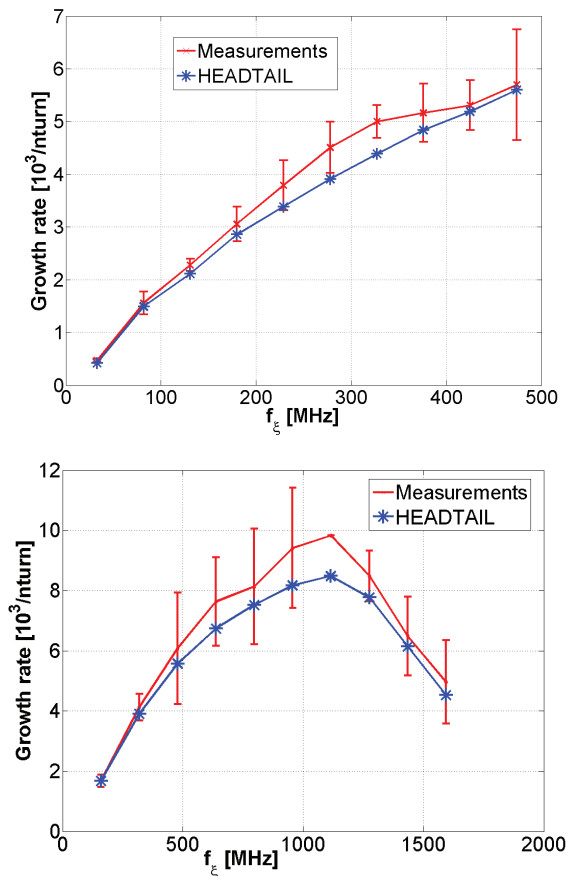 7
6
5
4
3
2
1
0
Growth rate [10³/nturn]
Measurements
HEADTAIL
0 100 200 300 400 500
fξ [MHz]
12
10
8
6
4
2
0
Growth rate [10³/nturn]
Measurements
HEADTAIL
0 500 1000 1500 2000
fξ [MHz]